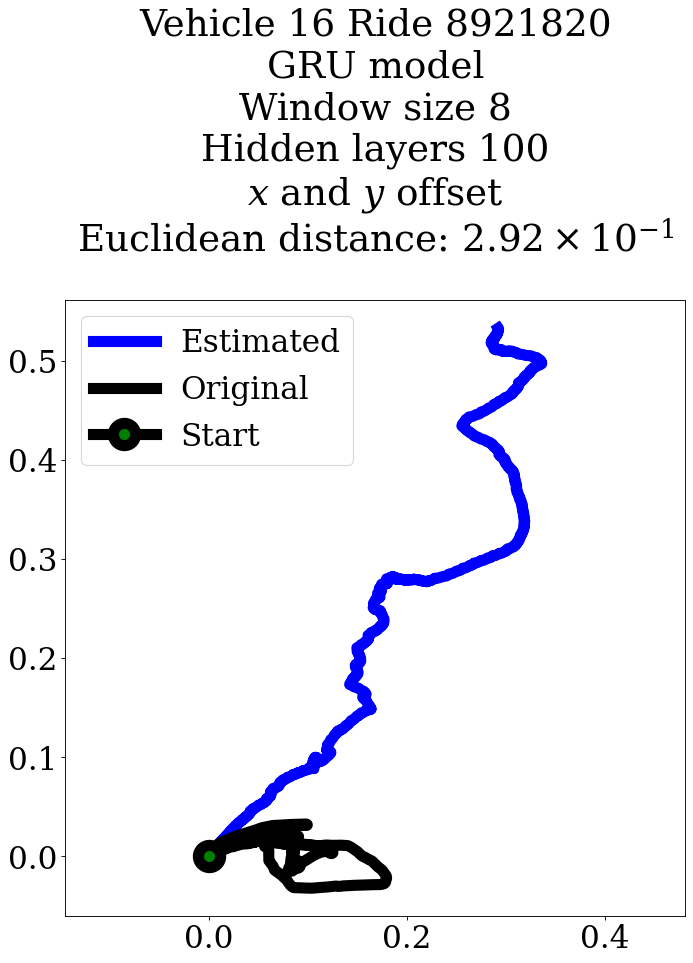 Vehicle 16 Ride 8921820
GRU model
Window size 8
Hidden layers 100
x and y offset
Euclidean distance: 2.92 × 10⁻¹
Estimated
Original
Start
0.5
0.4
0.3
0.2
0.1
0.0
0.0 0.2 0.4